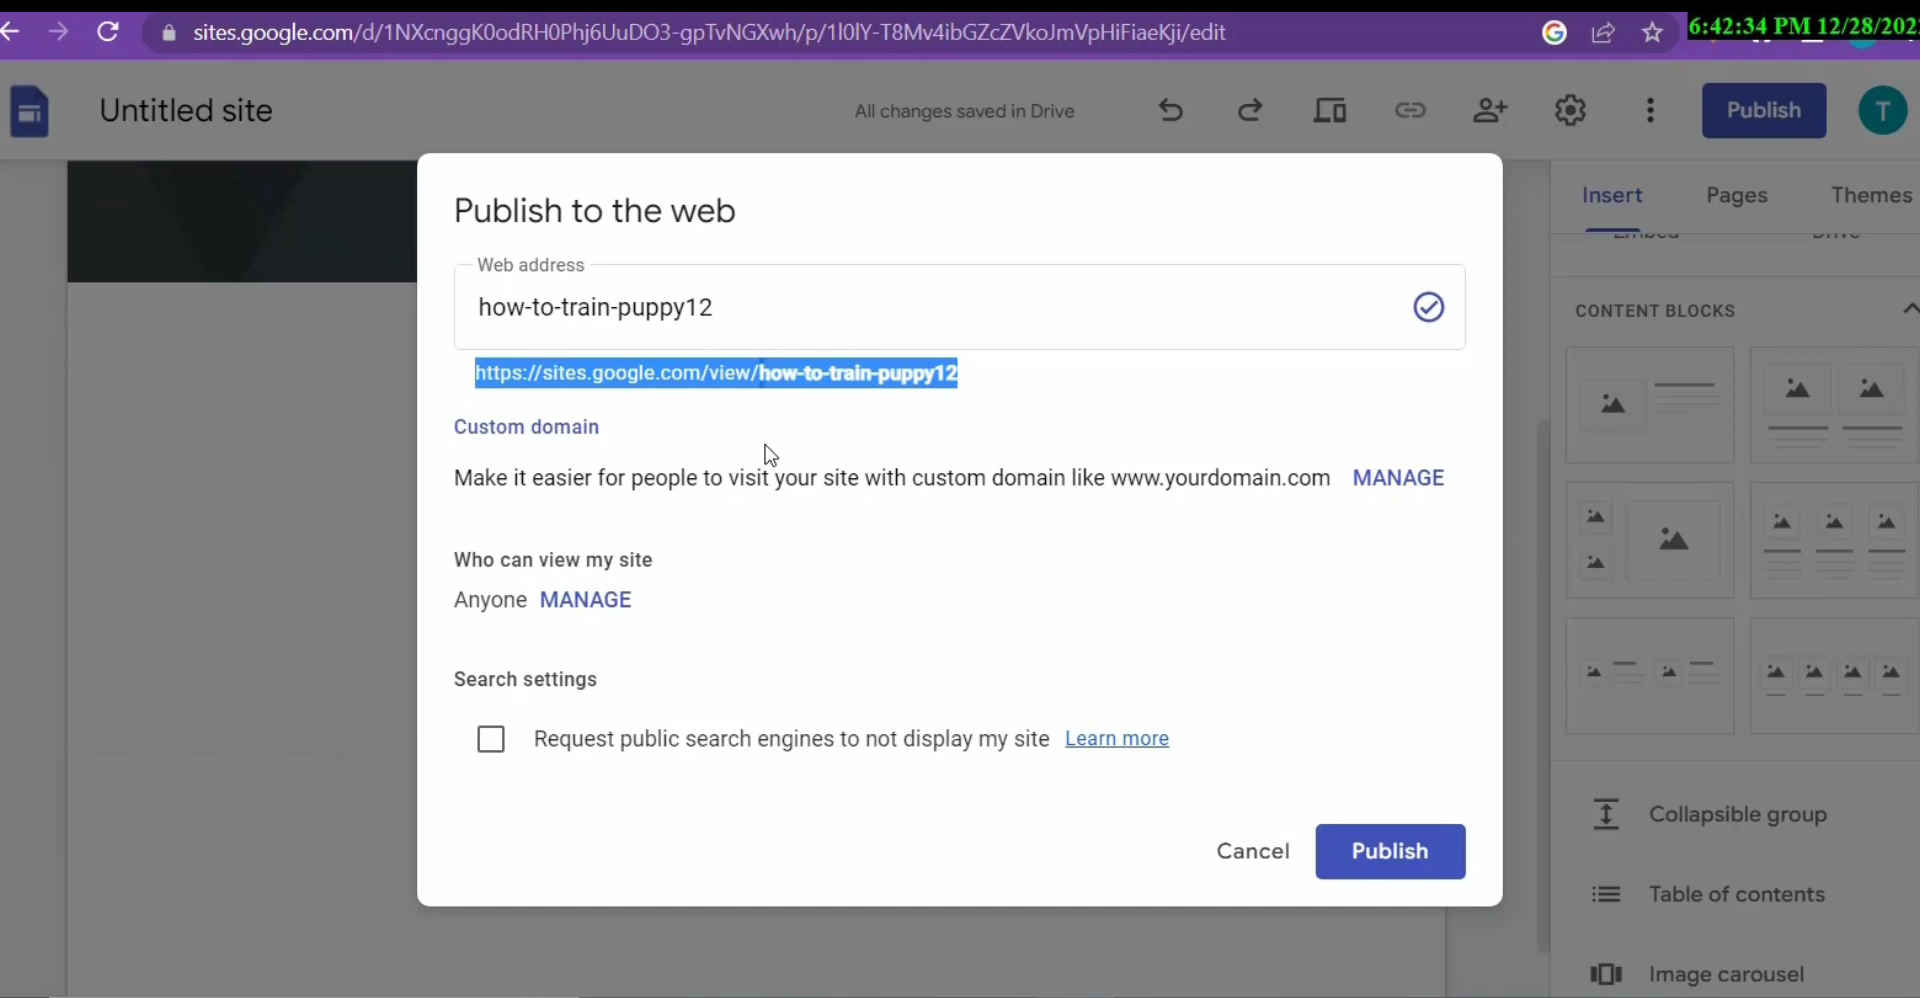 sites.google.com/d/1NXcnggK0odRH0Phj6UuDO3-gpTvNGXwh/p/1l0lY-T8Mv4ibGZcZVkoJmVpHiFiaeKji/edit
6:42:34 PM 12/28/202
Untitled site
All changes saved in Drive
Publish
T
Publish to the web
Web address
how-to-train-puppy12
https://sites.google.com/view/how-to-train-puppy12
Custom domain
Make it easier for people to visit your site with custom domain like www.yourdomain.com MANAGE
Who can view my site
Anyone MANAGE
Search settings
Request public search engines to not display my site Learn more
Cancel
Publish
Insert
Pages
Themes
Embed
Drive
CONTENT BLOCKS
Collapsible group
Table of contents
Image carousel